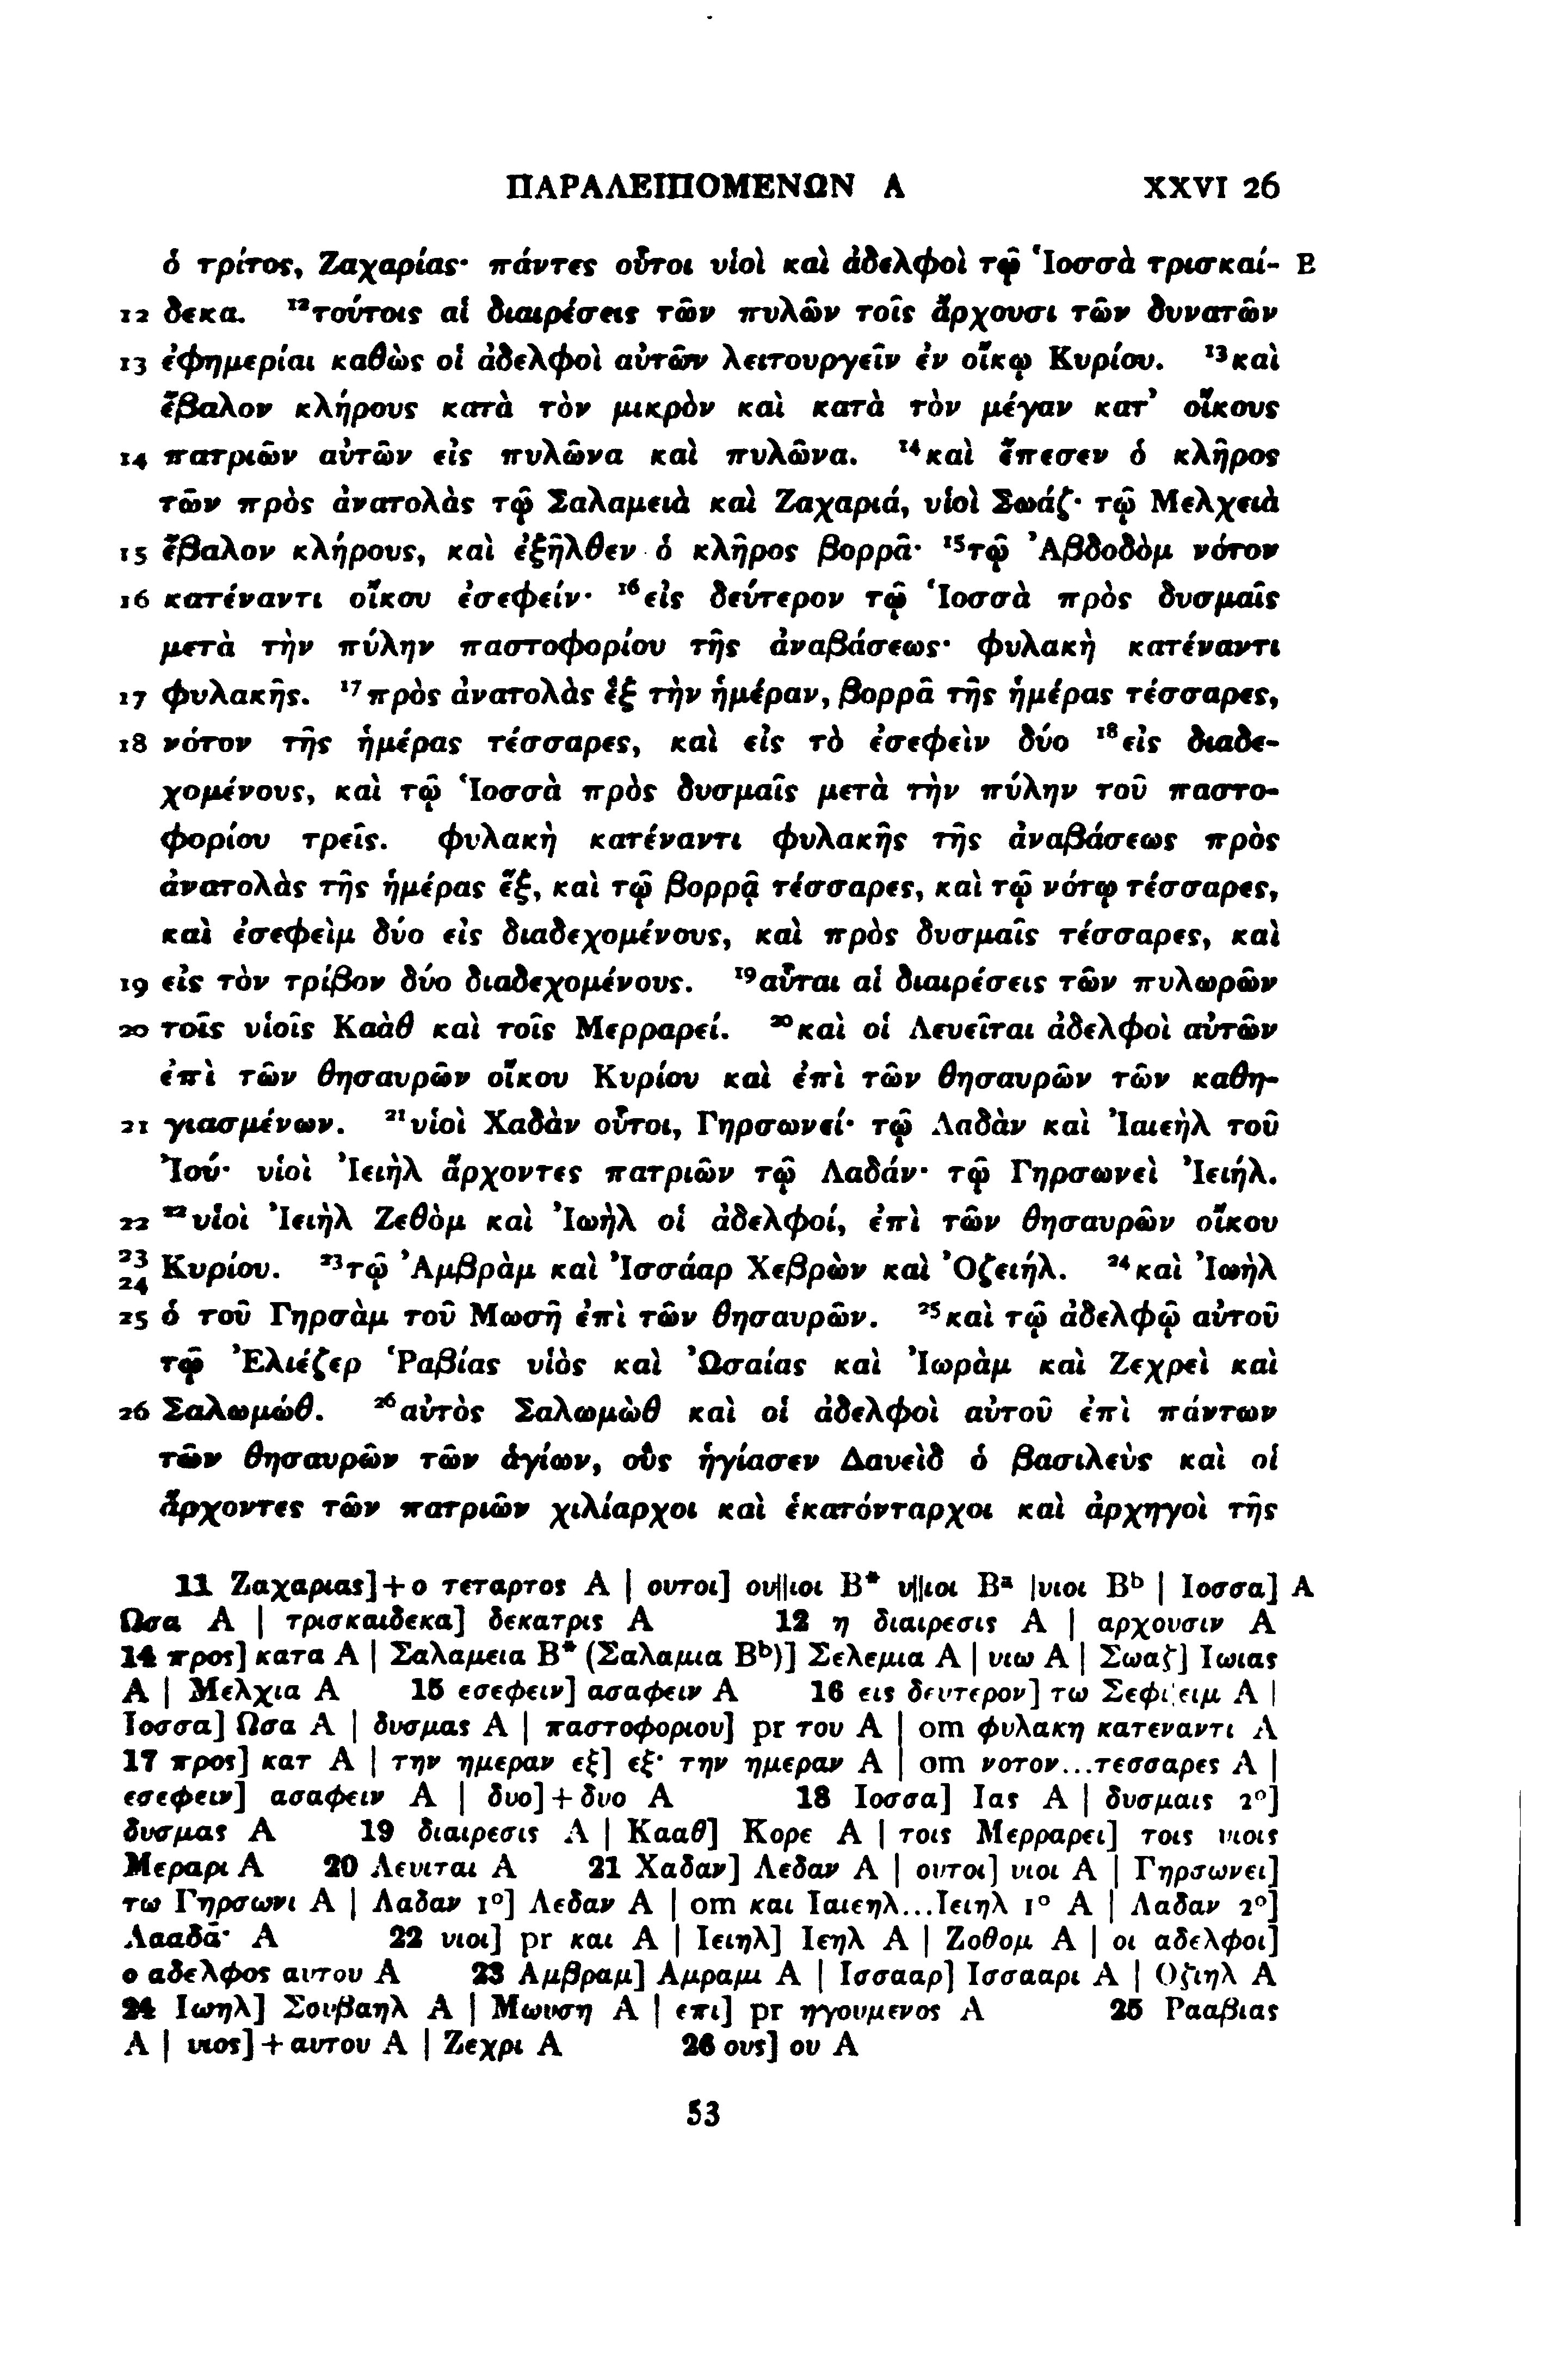 ΠΑΡΑΛΕΙΠΟΜΕΝΩΝ Α XXVI 26
ὁ τρίτος, Ζαχαρίας· πάντες οὗτοι υἱοὶ καὶ ἀδελφοὶ τῷ Ἱοσσὰ τρισκαί- B
12 δεκα. ¹²τούτοις αἱ διαιρέσεις τῶν πυλῶν τοῖς ἄρχουσι τῶν δυνατῶν
13 ἐφημερίαι καθὼς οἱ ἀδελφοὶ αὐτῶν λειτουργεῖν ἐν οἴκῳ Κυρίου. ¹³καὶ
ἔβαλον κλήρους κατὰ τὸν μικρὸν καὶ κατὰ τὸν μέγαν κατ’ οἴκους
14 πατριῶν αὐτῶν εἰς πυλῶνα καὶ πυλῶνα. ¹⁴καὶ ἔπεσεν ὁ κλῆρος
τῶν πρὸς ἀνατολὰς τῷ Σαλαμειὰ καὶ Ζαχαριά, υἱοὶ Σωάζ· τῷ Μελχειὰ
15 ἔβαλον κλήρους, καὶ ἐξῆλθεν ὁ κλῆρος βορρᾶ· ¹⁵τῷ Ἀβδοδὸμ νότον
16 κατέναντι οἴκου ἐσεφείν· ¹⁶εἰς δεύτερον τῷ Ἱοσσὰ πρὸς δυσμαῖς
μετὰ τὴν πύλην παστοφορίου τῆς ἀναβάσεως· φυλακὴ κατέναντι
17 φυλακῆς. ¹⁷πρὸς ἀνατολὰς ἓξ τὴν ἡμέραν, βορρᾶ τῆς ἡμέρας τέσσαρες,
18 νότον τῆς ἡμέρας τέσσαρες, καὶ εἰς τὸ ἐσεφεὶν δύο ¹⁸εἰς διαδε-
χομένους, καὶ τῷ Ἱοσσὰ πρὸς δυσμαῖς μετὰ τὴν πύλην τοῦ παστο-
φορίου τρεῖς. φυλακὴ κατέναντι φυλακῆς τῆς ἀναβάσεως πρὸς
ἀνατολὰς τῆς ἡμέρας ἕξ, καὶ τῷ βορρᾷ τέσσαρες, καὶ τῷ νότῳ τέσσαρες,
καὶ ἐσεφεὶμ δύο εἰς διαδεχομένους, καὶ πρὸς δυσμαῖς τέσσαρες, καὶ
19 εἰς τὸν τρίβον δύο διαδεχομένους. ¹⁹αὗται αἱ διαιρέσεις τῶν πυλωρῶν
20 τοῖς υἱοῖς Καὰθ καὶ τοῖς Μερραρεί. ²⁰καὶ οἱ Λευεῖται ἀδελφοὶ αὐτῶν
ἐπὶ τῶν θησαυρῶν οἴκου Κυρίου καὶ ἐπὶ τῶν θησαυρῶν τῶν καθη-
21 γιασμένων. ²¹υἱοὶ Χαδὰν οὗτοι, Γηρσωνεί· τῷ Λαδὰν καὶ Ἰαιεὴλ τοῦ
Ἰού· υἱοὶ Ἰειὴλ ἄρχοντες πατριῶν τῷ Λαδάν· τῷ Γηρσωνεὶ Ἰειήλ.
22 ²²υἱοὶ Ἰειὴλ Ζεθὸμ καὶ Ἰωὴλ οἱ ἀδελφοί, ἐπὶ τῶν θησαυρῶν οἴκου
23 24 Κυρίου. ²³τῷ Ἀμβρὰμ καὶ Ἰσσάαρ Χεβρὼν καὶ Ὀζειήλ. ²⁴καὶ Ἰωὴλ
25 ὁ τοῦ Γηρσὰμ τοῦ Μωσῆ ἐπὶ τῶν θησαυρῶν. ²⁵καὶ τῷ ἀδελφῷ αὐτοῦ
τῷ Ἐλιέζερ Ῥαβίας υἱὸς καὶ Ὡσαίας καὶ Ἰωρὰμ καὶ Ζεχρεὶ καὶ
26 Σαλωμώθ. ²⁶αὐτὸς Σαλωμὼθ καὶ οἱ ἀδελφοὶ αὐτοῦ ἐπὶ πάντων
τῶν θησαυρῶν τῶν ἁγίων, οὓς ἡγίασεν Δαυεὶδ ὁ βασιλεὺς καὶ οἱ
ἄρχοντες τῶν πατριῶν χιλίαρχοι καὶ ἑκατόνταρχοι καὶ ἀρχηγοὶ τῆς
11 Ζαχαριας]+ο τεταρτος A | ουτοι] ου||ιοι B* υ||ιοι Bᵃ |υιοι Bᵇ | Ιοσσα] A
Ωσα A | τρισκαιδεκα] δεκατρις A 12 η διαιρεσις A | αρχουσιν A
14 προς] κατα A | Σαλαμεια B* (Σαλαμια Bᵇ)] Σελεμια A | υιω A | Σωαζ] Ιωιας
A | Μελχια A 15 εσεφειν] ασαφειν A 16 εις δευτερον] τω Σεφιειμ A |
Ιοσσα] Ωσα A | δυσμας A | παστοφοριου] pr του A | om φυλακη κατεναντι A
17 προς] κατ A | την ημεραν εξ] εξ· την ημεραν A | om νοτον...τεσσαρες A |
εσεφειν] ασαφειν A | δυο]+δυο A 18 Ιοσσα] Ιας A | δυσμαις 2°]
δυσμας A 19 διαιρεσις A | Κααθ] Κορε A | τοις Μερραρει] τοις υιοις
Μεραρι A 20 Λευιται A 21 Χαδαν] Λεδαν A | ουτοι] υιοι A | Γηρσωνει]
τω Γηρσωνι A | Λαδαν 1°] Λεδαν A | om και Ιαιεηλ...Ιειηλ 1° A | Λαδαν 2°]
Λααδα̅· A 22 υιοι] pr και A | Ιειηλ] Ιεηλ A | Ζοθομ A | οι αδελφοι]
ο αδελφος αυτου A 23 Αμβραμ] Αμραμι A | Ισσααρ] Ισσααρι A | Οζιηλ A
24 Ιωηλ] Σουβαηλ A | Μωυση A | επι] pr ηγουμενος A 25 Ρααβιας
A | υιος]+αυτου A | Ζεχρι A 26 ους] ου A
53